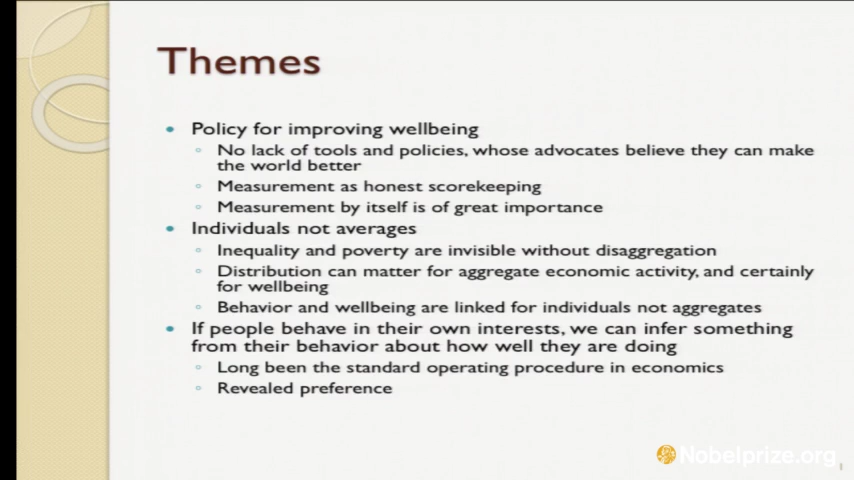 Themes
Policy for improving wellbeing
No lack of tools and policies, whose advocates believe they can make
the world better
Measurement as honest scorekeeping
Measurement by itself is of great importance
Individuals not averages
Inequality and poverty are invisible without disaggregation
Distribution can matter for aggregate economic activity, and certainly
for wellbeing
Behavior and wellbeing are linked for individuals not aggregates
If people behave in their own interests, we can infer something
from their behavior about how well they are doing
Long been the standard operating procedure in economics
Revealed preference
Nobelprize.org